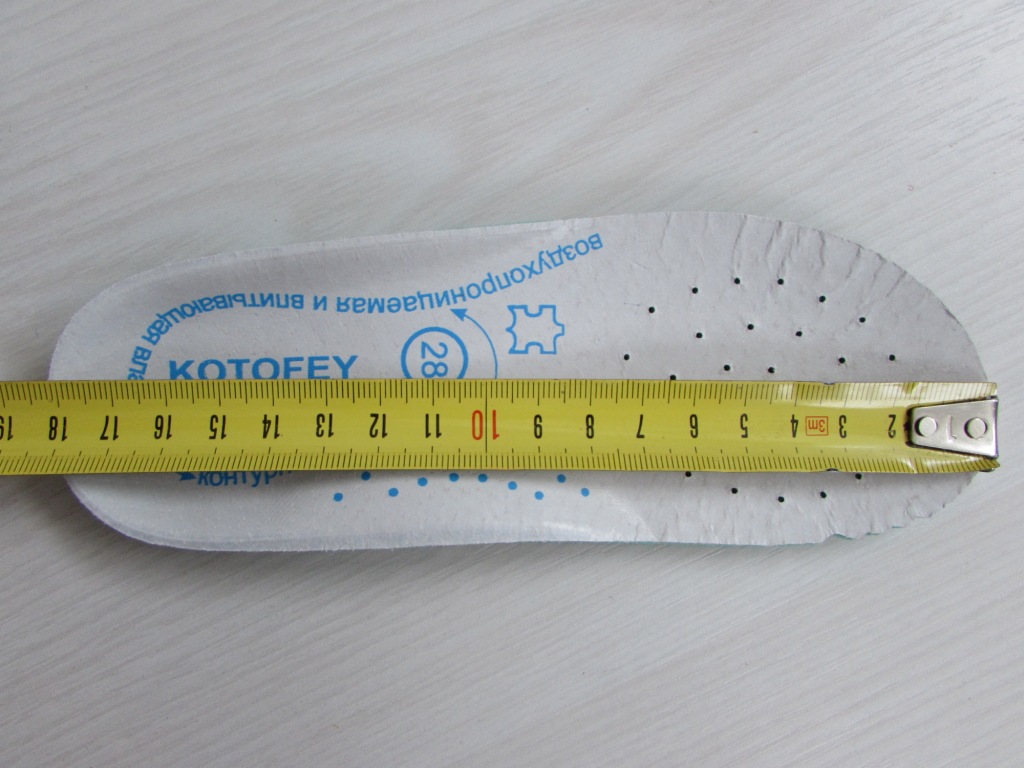 воздухопроницаемая и впитывающая вла
KOTOFEY
28
контурн
19 18 17 16 15 14 13 12 11 10 9 8 7 6 5 4 3m 3 2